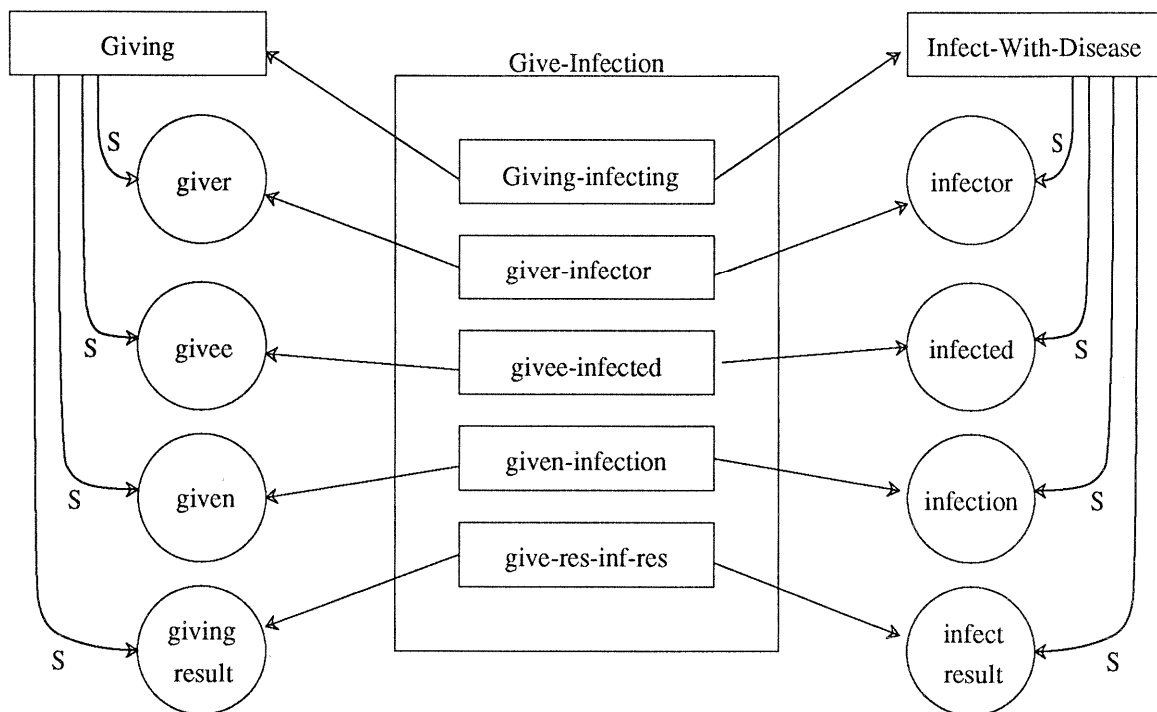 Giving
Give-Infection
Infect-With-Disease
S
giver
Giving-infecting
S
infector
giver-infector
S
givee
givee-infected
infected
S
S
given
given-infection
infection
S
give-res-inf-res
S
giving
result
infect
result
S